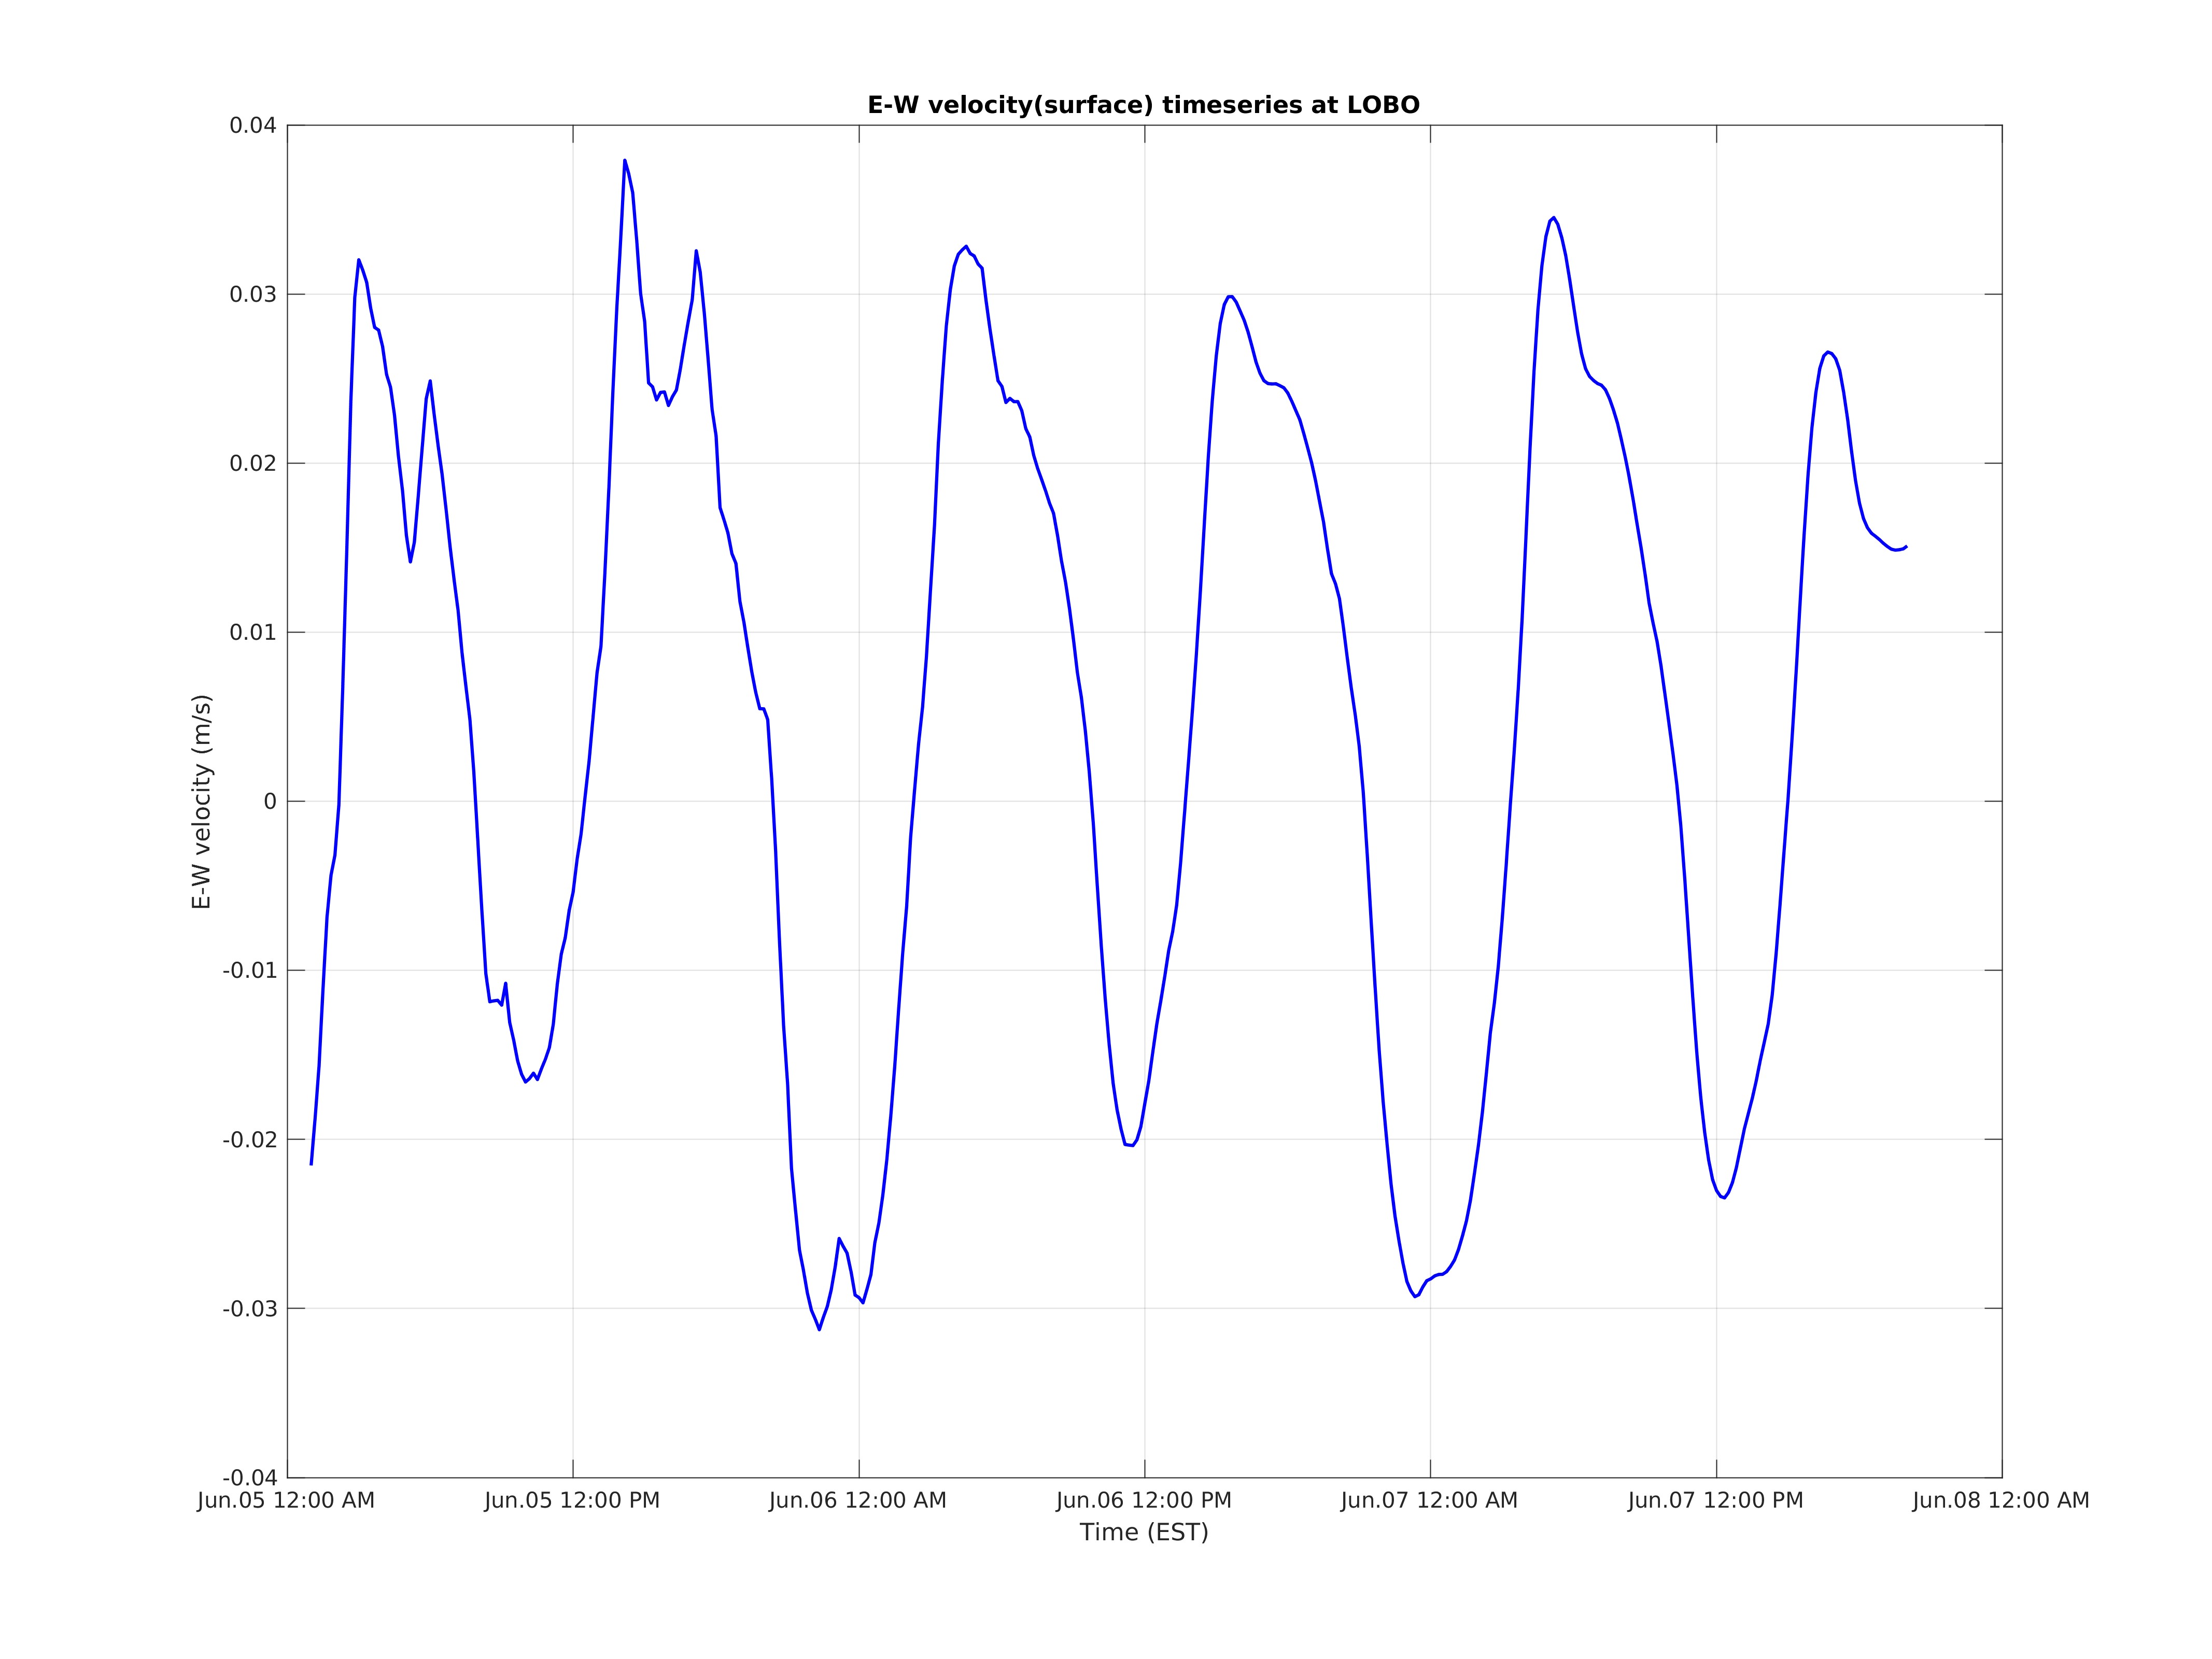 E-W velocity(surface) timeseries at LOBO
0.04
0.03
0.02
0.01
0
-0.01
-0.02
-0.03
-0.04
E-W velocity (m/s)
Jun.05 12:00 AM Jun.05 12:00 PM Jun.06 12:00 AM Jun.06 12:00 PM Jun.07 12:00 AM Jun.07 12:00 PM Jun.08 12:00 AM
Time (EST)